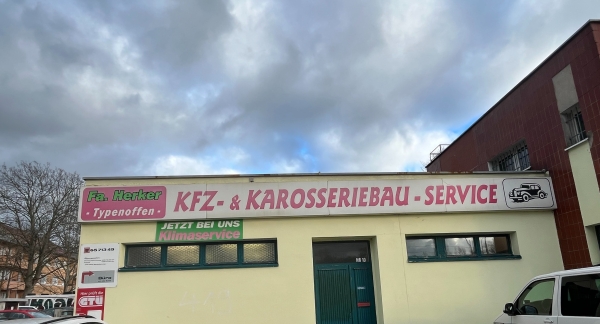 Fa. Herker
• Typenoffen •
KFZ- & KAROSSERIEBAU - SERVICE
JETZT BEI UNS
Klimaservice
GTÜ